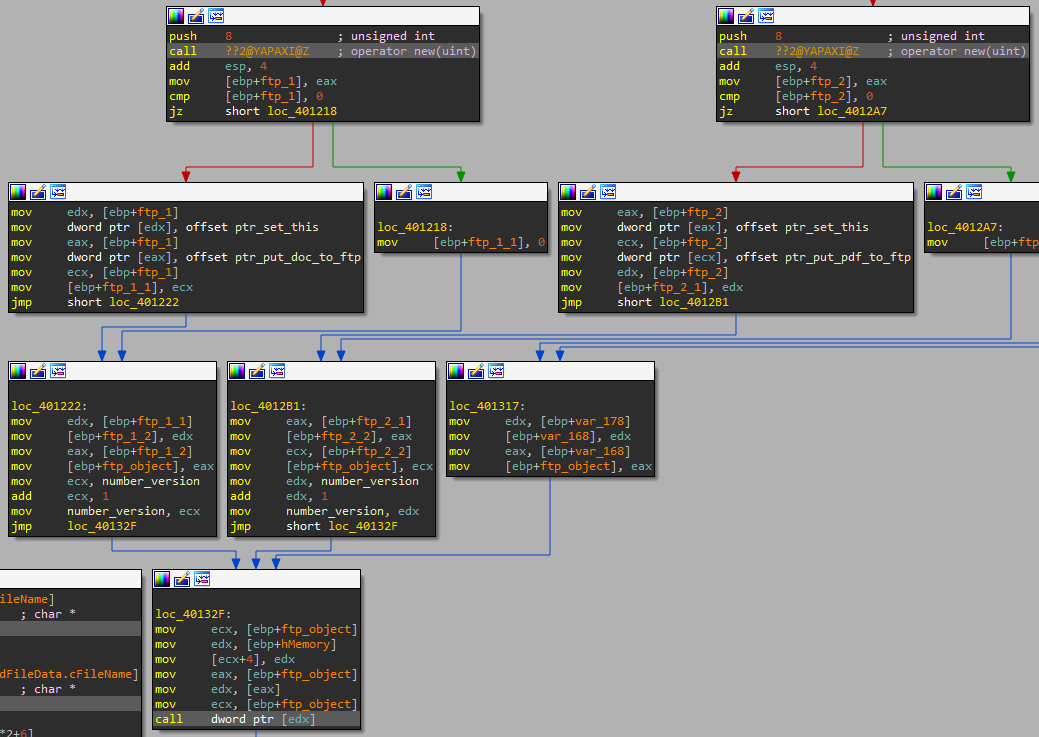 push 8 ; unsigned int
call ??2@YAPAXI@Z ; operator new(uint)
add esp, 4
mov [ebp+ftp_1], eax
cmp [ebp+ftp_1], 0
jz short loc_401218
push 8 ; unsigned int
call ??2@YAPAXI@Z ; operator new(uint)
add esp, 4
mov [ebp+ftp_2], eax
cmp [ebp+ftp_2], 0
jz short loc_4012A7
mov edx, [ebp+ftp_1]
mov dword ptr [edx], offset ptr_set_this
mov eax, [ebp+ftp_1]
mov dword ptr [eax], offset ptr_put_doc_to_ftp
mov ecx, [ebp+ftp_1]
mov [ebp+ftp_1_1], ecx
jmp short loc_401222
loc_401218:
mov [ebp+ftp_1_1], 0
mov eax, [ebp+ftp_2]
mov dword ptr [eax], offset ptr_set_this
mov ecx, [ebp+ftp_2]
mov dword ptr [ecx], offset ptr_put_pdf_to_ftp
mov edx, [ebp+ftp_2]
mov [ebp+ftp_2_1], edx
jmp short loc_4012B1
loc_4012A7:
mov [ebp+ftp
loc_401222:
mov edx, [ebp+ftp_1_1]
mov [ebp+ftp_1_2], edx
mov eax, [ebp+ftp_1_2]
mov [ebp+ftp_object], eax
mov ecx, number_version
add ecx, 1
mov number_version, ecx
jmp loc_40132F
loc_4012B1:
mov eax, [ebp+ftp_2_1]
mov [ebp+ftp_2_2], eax
mov ecx, [ebp+ftp_2_2]
mov [ebp+ftp_object], ecx
mov edx, number_version
add edx, 1
mov number_version, edx
jmp short loc_40132F
loc_401317:
mov edx, [ebp+var_178]
mov [ebp+var_168], edx
mov eax, [ebp+var_168]
mov [ebp+ftp_object], eax
ileName]
; char *
dFileData.cFileName]
; char *
*2+6]
loc_40132F:
mov ecx, [ebp+ftp_object]
mov edx, [ebp+hMemory]
mov [ecx+4], edx
mov eax, [ebp+ftp_object]
mov edx, [eax]
mov ecx, [ebp+ftp_object]
call dword ptr [edx]